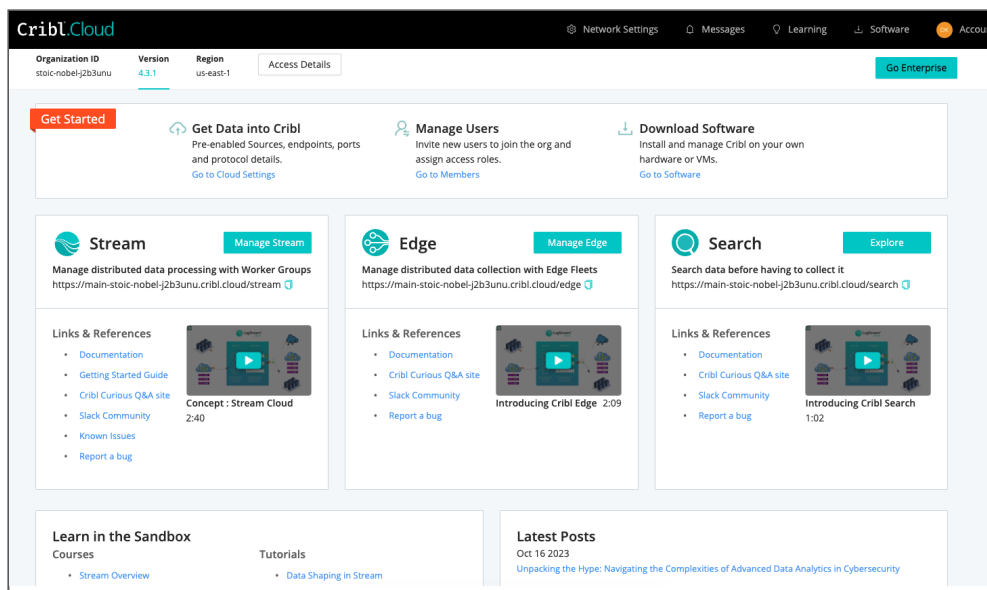 Cribl.Cloud
Network Settings
Messages
Learning
Software
Accou
Organization ID
stoic-nobel-j2b3unu
Version
4.3.1
Region
us-east-1
Access Details
Go Enterprise
Get Started
Get Data into Cribl
Pre-enabled Sources, endpoints, ports
and protocol details.
Go to Cloud Settings
Manage Users
Invite new users to join the org and
assign access roles.
Go to Members
Download Software
Install and manage Cribl on your own
hardware or VMs.
Go to Software
Stream
Manage Stream
Manage distributed data processing with Worker Groups
https://main-stoic-nobel-j2b3unu.cribl.cloud/stream
Links & References
• Documentation
• Getting Started Guide
• Cribl Curious Q&A site
• Slack Community
• Known Issues
• Report a bug
Concept : Stream Cloud
2:40
Edge
Manage Edge
Manage distributed data collection with Edge Fleets
https://main-stoic-nobel-j2b3unu.cribl.cloud/edge
Links & References
• Documentation
• Cribl Curious Q&A site
• Slack Community
• Report a bug
Introducing Cribl Edge 2:09
Search
Explore
Search data before having to collect it
https://main-stoic-nobel-j2b3unu.cribl.cloud/search
Links & References
• Documentation
• Cribl Curious Q&A site
• Slack Community
• Report a bug
Introducing Cribl Search
1:02
Learn in the Sandbox
Courses
• Stream Overview
Tutorials
• Data Shaping in Stream
Latest Posts
Oct 16 2023
Unpacking the Hype: Navigating the Complexities of Advanced Data Analytics in Cybersecurity